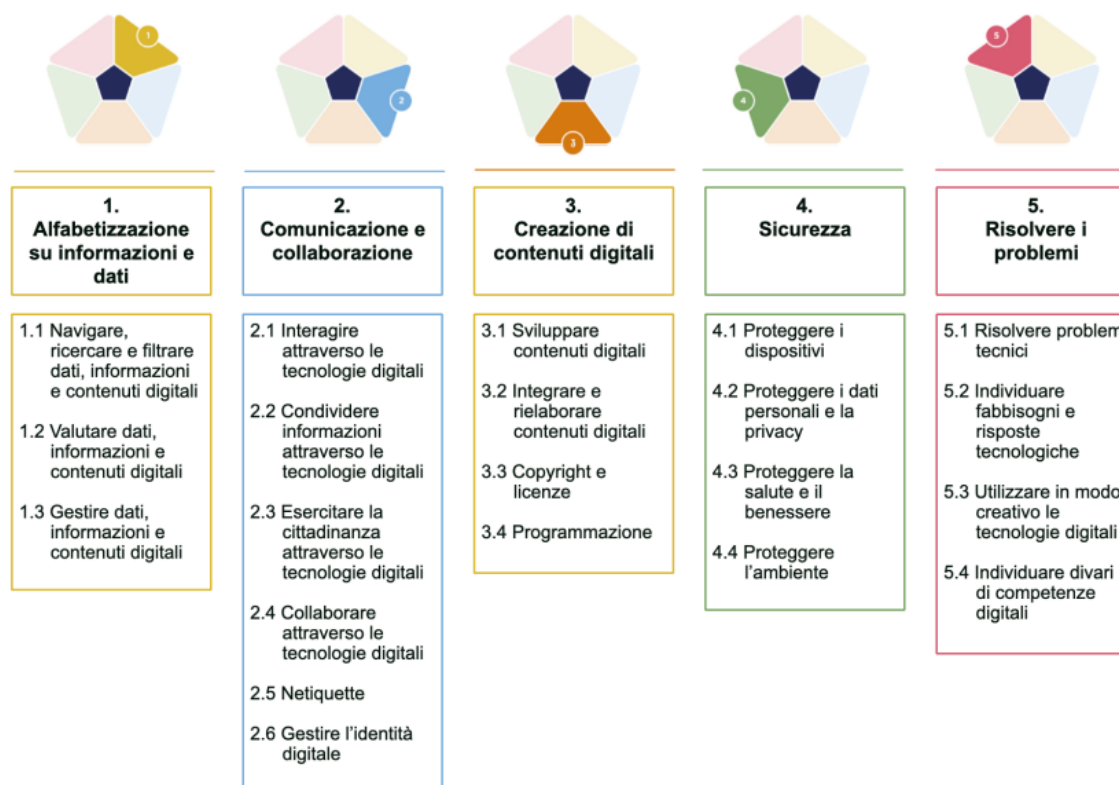 1
2
3
4
5
1.
Alfabetizzazione
su informazioni e
dati
2.
Comunicazione e
collaborazione
3.
Creazione di
contenuti digitali
4.
Sicurezza
5.
Risolvere i
problemi
1.1 Navigare,
ricercare e filtrare
dati, informazioni
e contenuti digitali
1.2 Valutare dati,
informazioni e
contenuti digitali
1.3 Gestire dati,
informazioni e
contenuti digitali
2.1 Interagire
attraverso le
tecnologie digitali
2.2 Condividere
informazioni
attraverso le
tecnologie digitali
2.3 Esercitare la
cittadinanza
attraverso le
tecnologie digitali
2.4 Collaborare
attraverso le
tecnologie digitali
2.5 Netiquette
2.6 Gestire l’identità
digitale
3.1 Sviluppare
contenuti digitali
3.2 Integrare e
rielaborare
contenuti digitali
3.3 Copyright e
licenze
3.4 Programmazione
4.1 Proteggere i
dispositivi
4.2 Proteggere i dati
personali e la
privacy
4.3 Proteggere la
salute e il
benessere
4.4 Proteggere
l’ambiente
5.1 Risolvere problem
tecnici
5.2 Individuare
fabbisogni e
risposte
tecnologiche
5.3 Utilizzare in modo
creativo le
tecnologie digitali
5.4 Individuare divari
di competenze
digitali